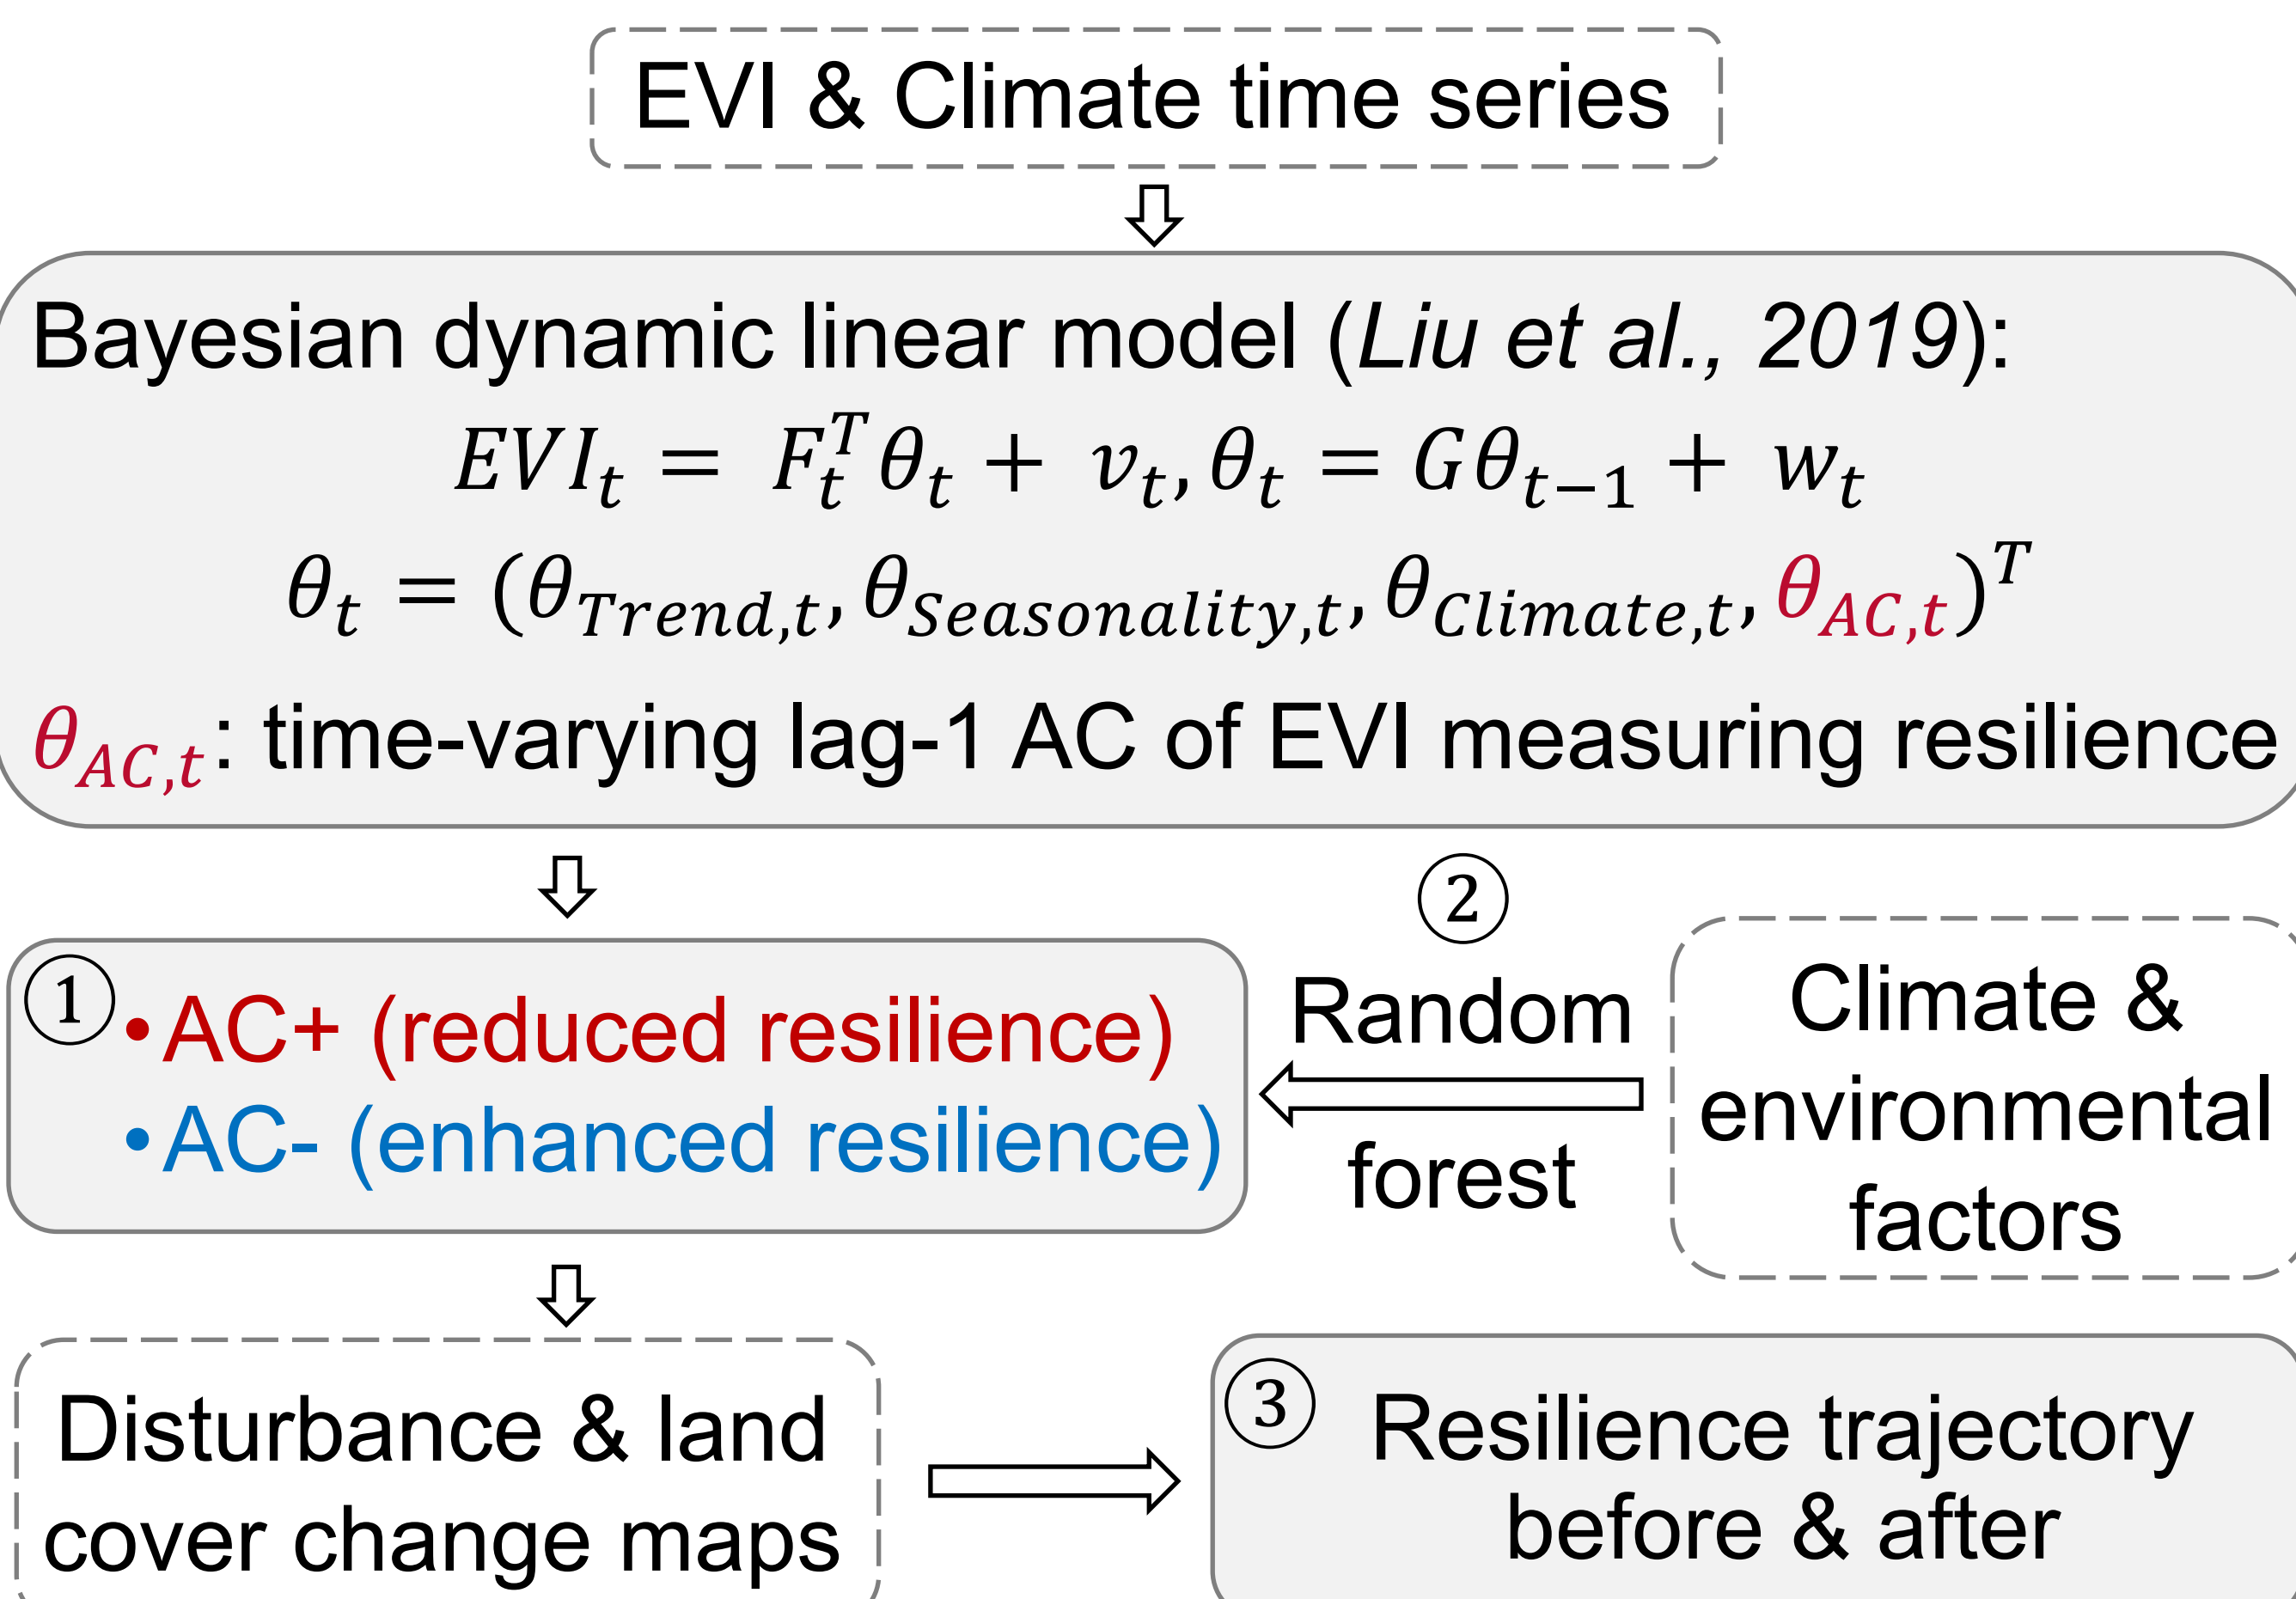 EVI & Climate time series
Bayesian dynamic linear model (Liu et al., 2019):
𝐸𝑉𝐼_𝑡 = 𝐹_𝑡^𝑇 𝜃_𝑡 + 𝑣_𝑡, 𝜃_𝑡 = 𝐺𝜃_{𝑡−1} + 𝑤_𝑡
𝜃_𝑡 = (𝜃_{𝑇𝑟𝑒𝑛𝑑,𝑡}, 𝜃_{𝑆𝑒𝑎𝑠𝑜𝑛𝑎𝑙𝑖𝑡𝑦,𝑡}, 𝜃_{𝐶𝑙𝑖𝑚𝑎𝑡𝑒,𝑡}, 𝜃_{𝐴𝐶,𝑡})^𝑇
𝜃_{𝐴𝐶,𝑡}: time-varying lag-1 AC of EVI measuring resilience
①
•AC+ (reduced resilience)
•AC- (enhanced resilience)
②
Random
forest
Climate &
environmental
factors
Disturbance & land
cover change maps
③
Resilience trajectory
before & after